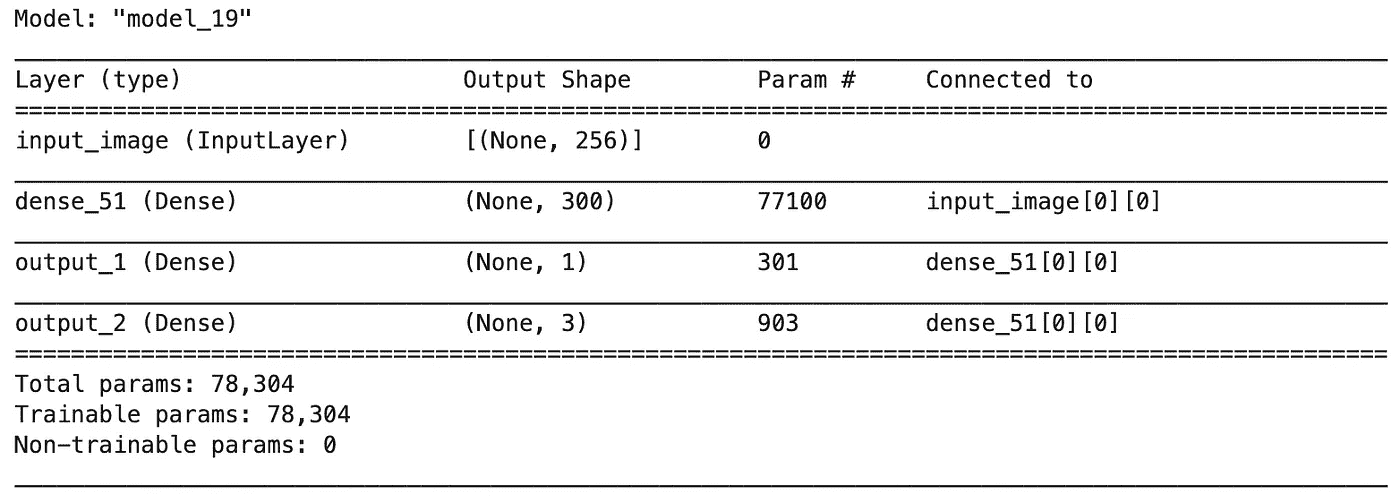 Model: "model_19"
Layer (type) Output Shape Param # Connected to
input_image (InputLayer) [(None, 256)] 0
dense_51 (Dense) (None, 300) 77100 input_image[0][0]
output_1 (Dense) (None, 1) 301 dense_51[0][0]
output_2 (Dense) (None, 3) 903 dense_51[0][0]
Total params: 78,304
Trainable params: 78,304
Non-trainable params: 0